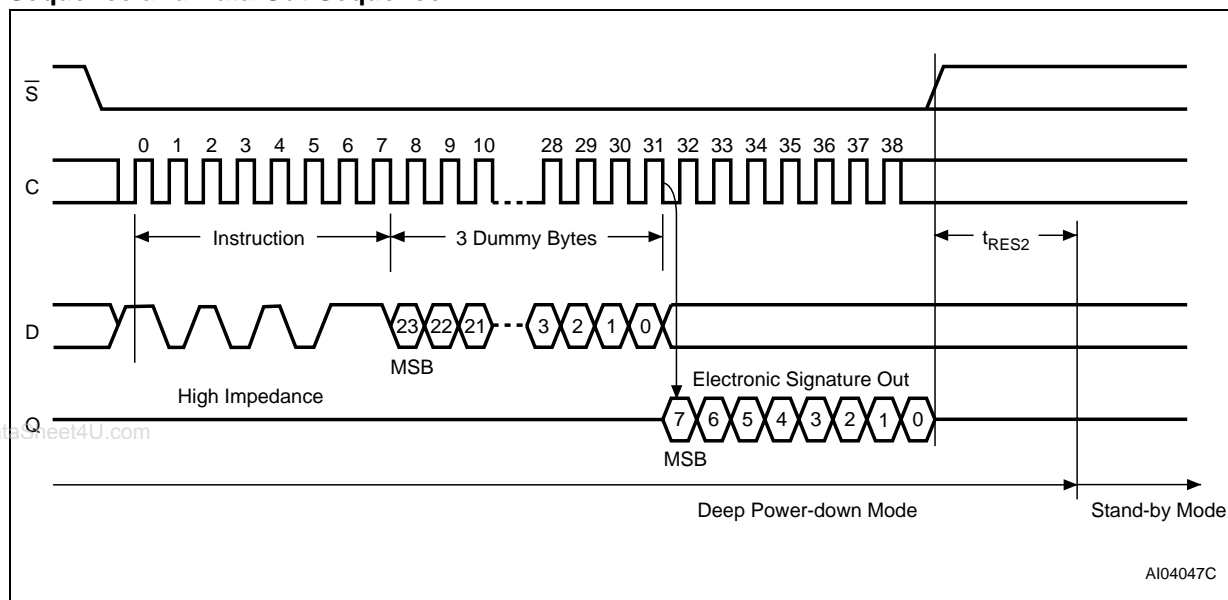 S
0 1 2 3 4 5 6 7 8 9 10 28 29 30 31 32 33 34 35 36 37 38
C
Instruction 3 Dummy Bytes tRES2
D
23 22 21 3 2 1 0
MSB
High Impedance Electronic Signature Out
Q
7 6 5 4 3 2 1 0
taSheet4U.com
MSB
Deep Power-down Mode Stand-by Mode
AI04047C